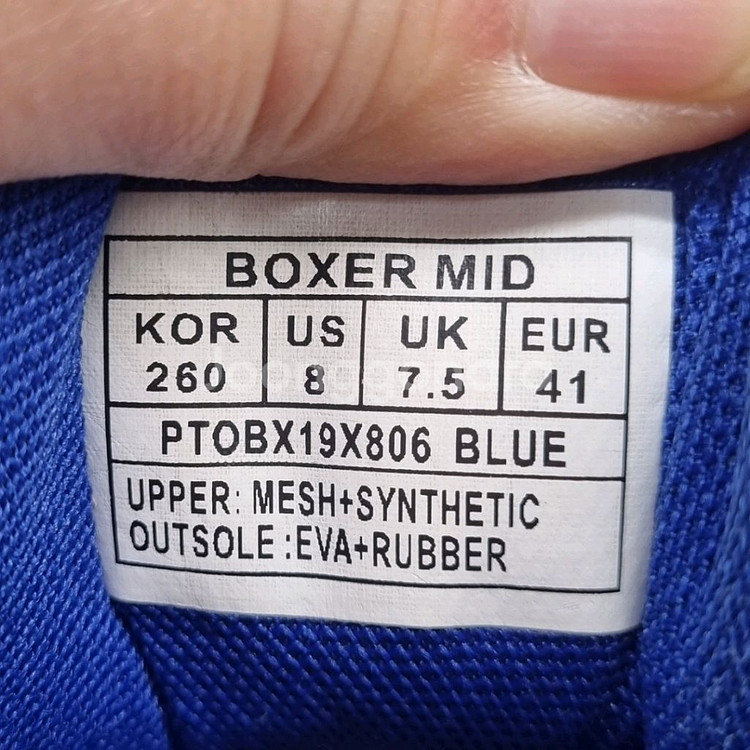 BOXER MID
KOR US UK EUR
260 8 7.5 41
PTOBX19X806 BLUE
UPPER: MESH+SYNTHETIC
OUTSOLE :EVA+RUBBER